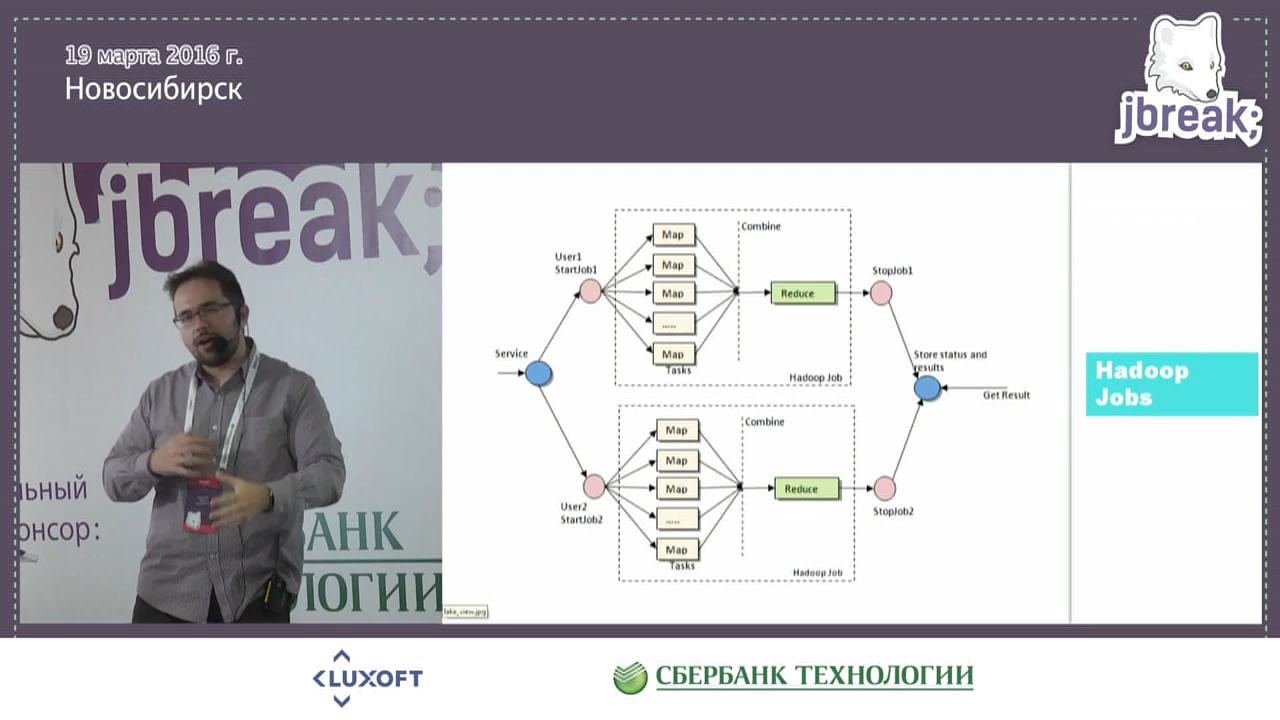 19 марта 2016 г.
Новосибирск
jbreak;
jbreak;
ьный
онсор:
АНК
ЛОГИИ
Service
User1
StartJob1
Map
Map
Map
.....
Map
Tasks
Combine
Reduce
Hadoop Job
StopJob1
Store status and
results
Get Result
User2
StartJob2
Map
Map
Map
.....
Map
Tasks
Combine
Reduce
Hadoop Job
StopJob2
Hadoop
Jobs
LUXOFT
СБЕРБАНК ТЕХНОЛОГИИ